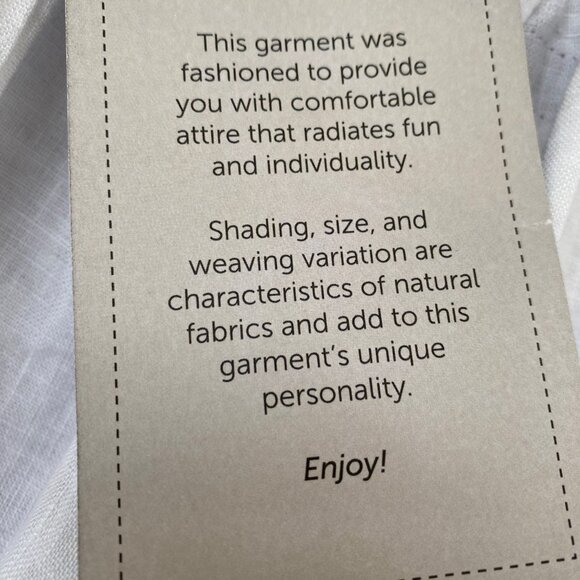 This garment was
fashioned to provide
you with comfortable
attire that radiates fun
and individuality.
Shading, size, and
weaving variation are
characteristics of natural
fabrics and add to this
garment's unique
personality.
Enjoy!